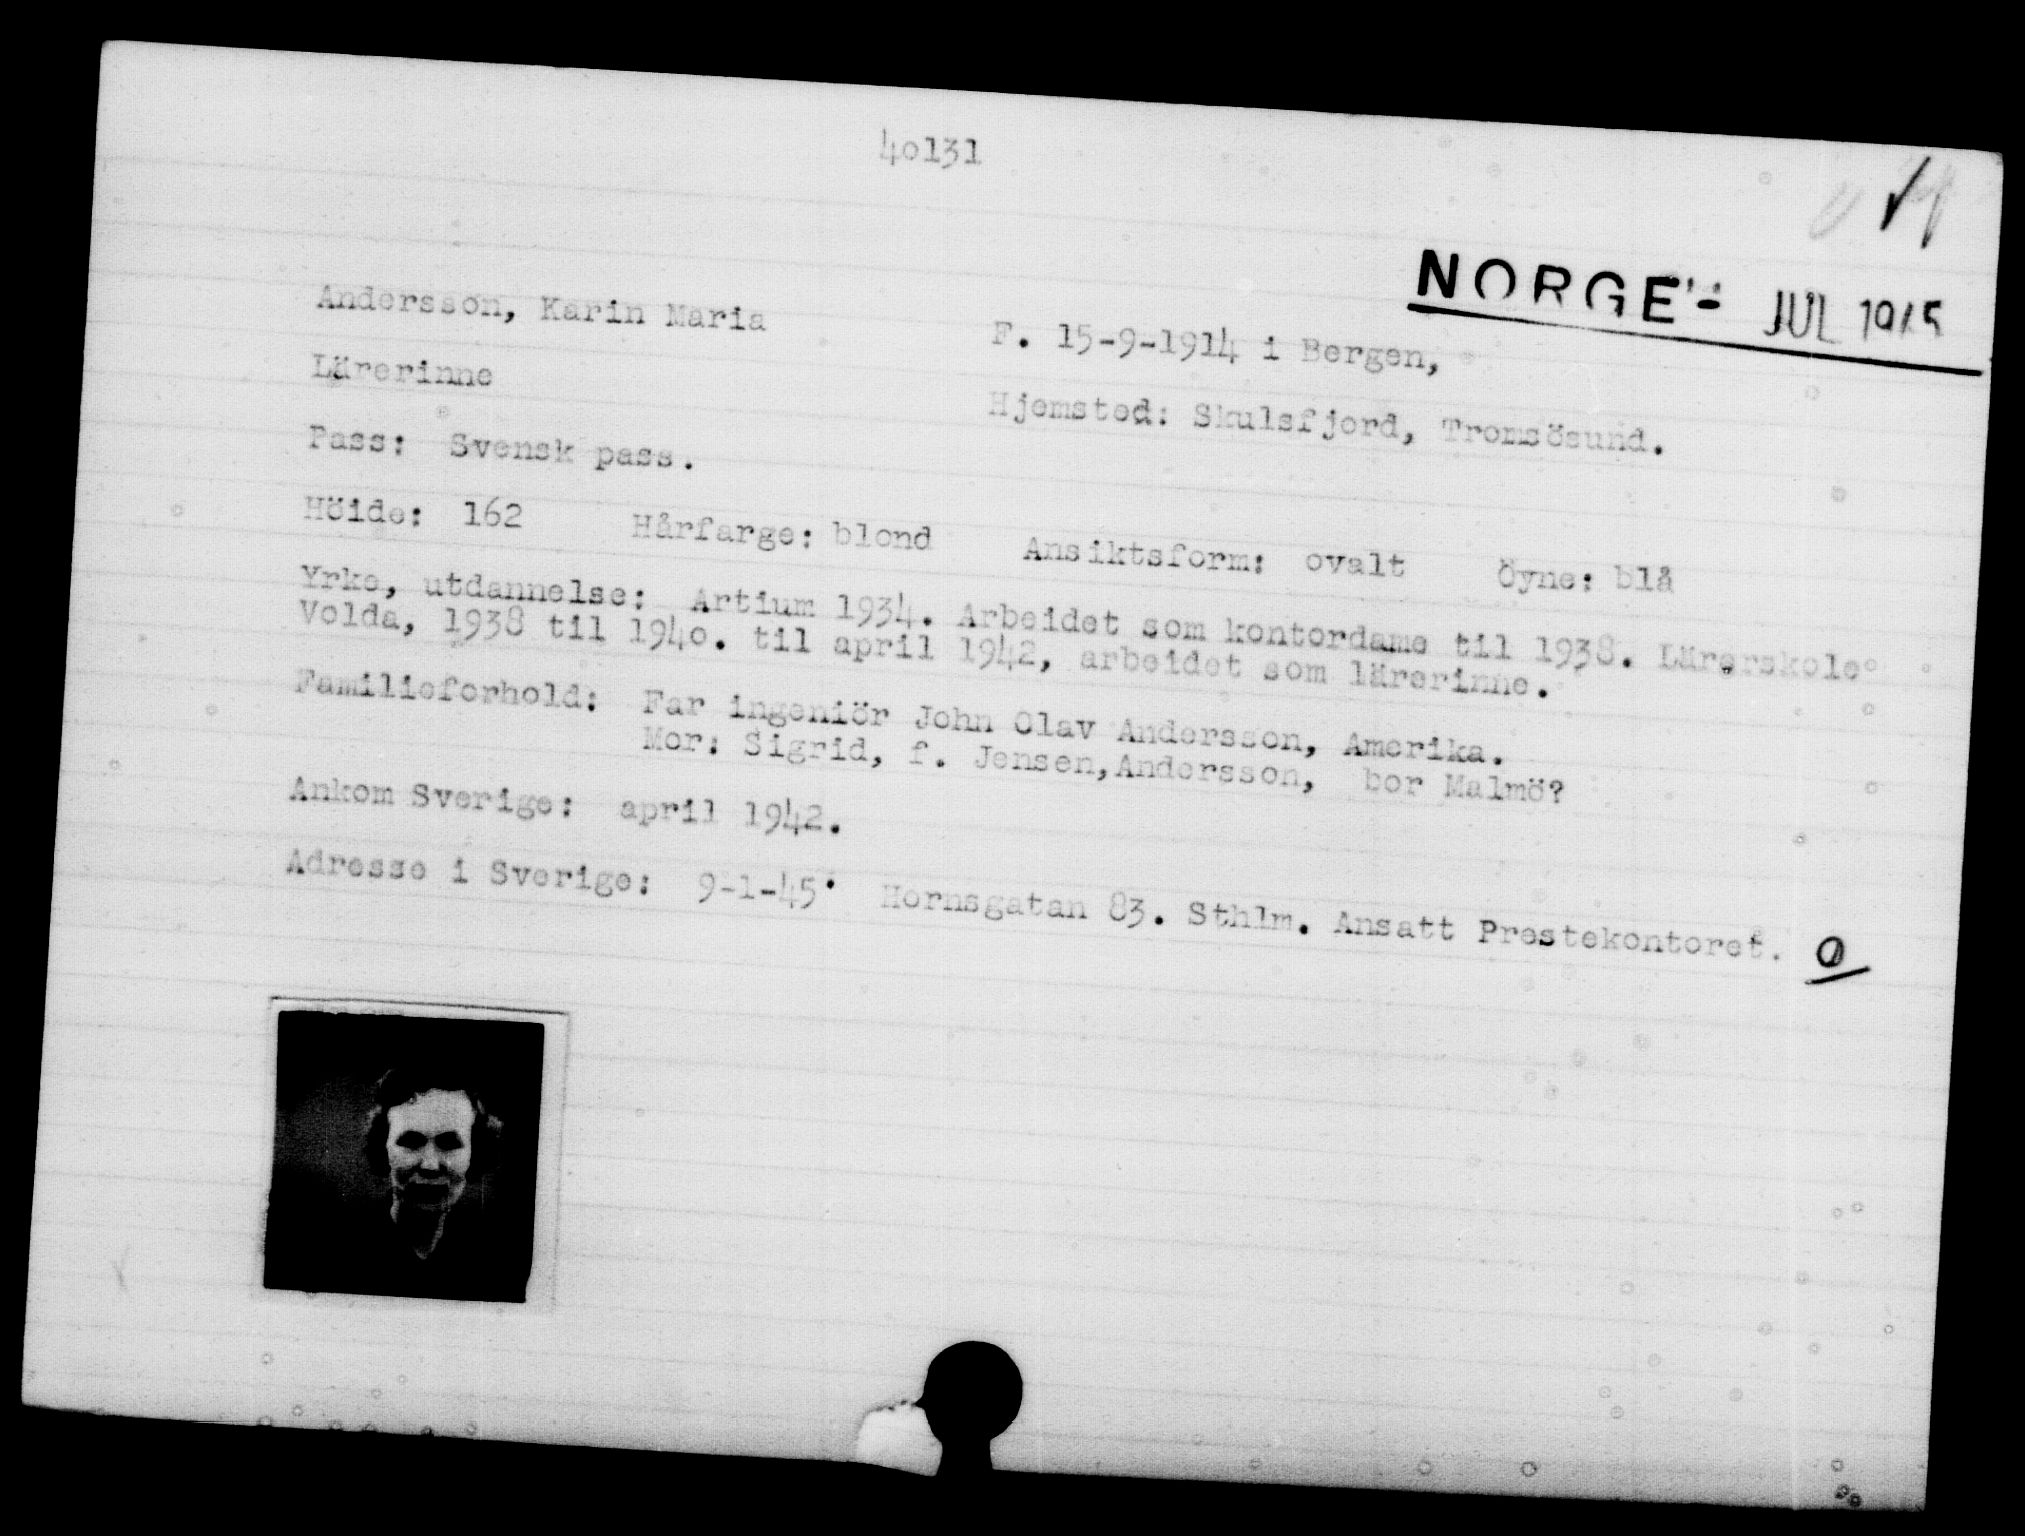 40131
NORGE - JUL 1945
Andersson, Karin Maria
F. 15-9-1914 i Bergen,
Lärerinne
Hjemsted: Skulsfjord, Tromsösund.
Pass: Svensk pass.
Höide: 162 Hårfarge: blond Ansiktsform: ovalt Öyne: blå
Yrke, utdannelse: Artium 1934. Arbeidet som kontordame til 1938. Lärerskole
Volda, 1938 til 1940. til april 1942, arbeidet som lärerinne.
Familieforhold: Far ingeniör John Olav Andersson, Amerika.
Mor: Sigrid, f. Jensen, Andersson, bor Malmö?
Ankom Sverige: april 1942.
Adresse i Sverige: 9-1-45. Hornsgatan 83. Sthlm. Ansatt Prestekontoret. O